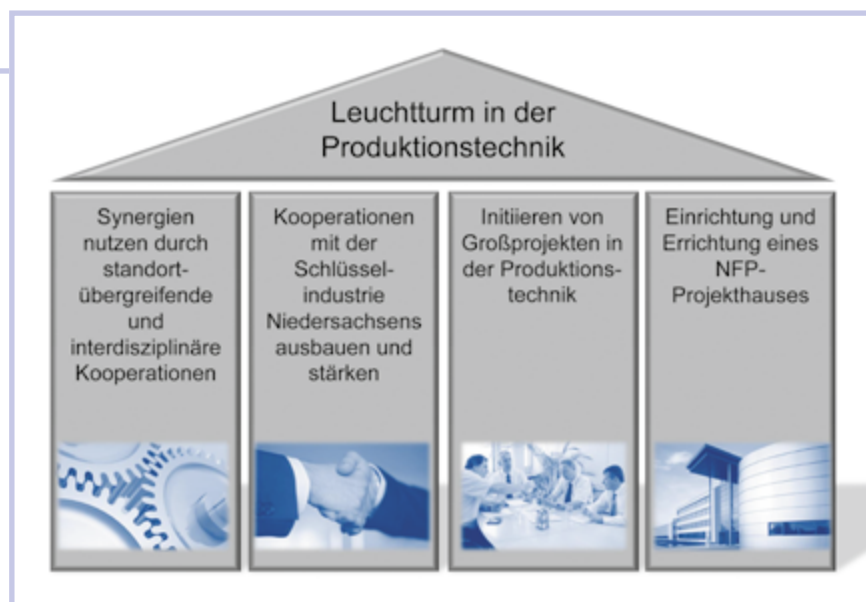 Leuchtturm in der
Produktionstechnik
Synergien
nutzen durch
standort-
übergreifende
und
interdisziplinäre
Kooperationen
Kooperationen
mit der
Schlüssel-
industrie
Niedersachsens
ausbauen und
stärken
Initiieren von
Großprojekten in
der Produktions-
technik
Einrichtung und
Errichtung eines
NFP-
Projekthauses